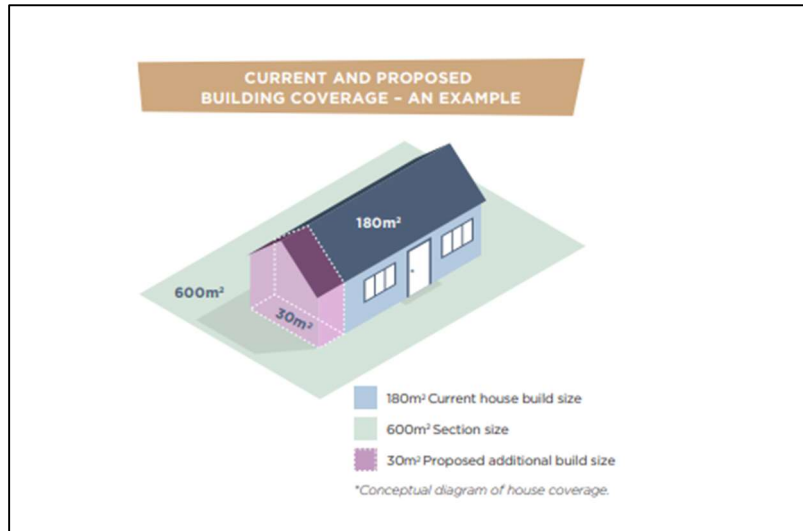 CURRENT AND PROPOSED
BUILDING COVERAGE – AN EXAMPLE
180m²
600m²
30m²
180m² Current house build size
600m² Section size
30m² Proposed additional build size
*Conceptual diagram of house coverage.